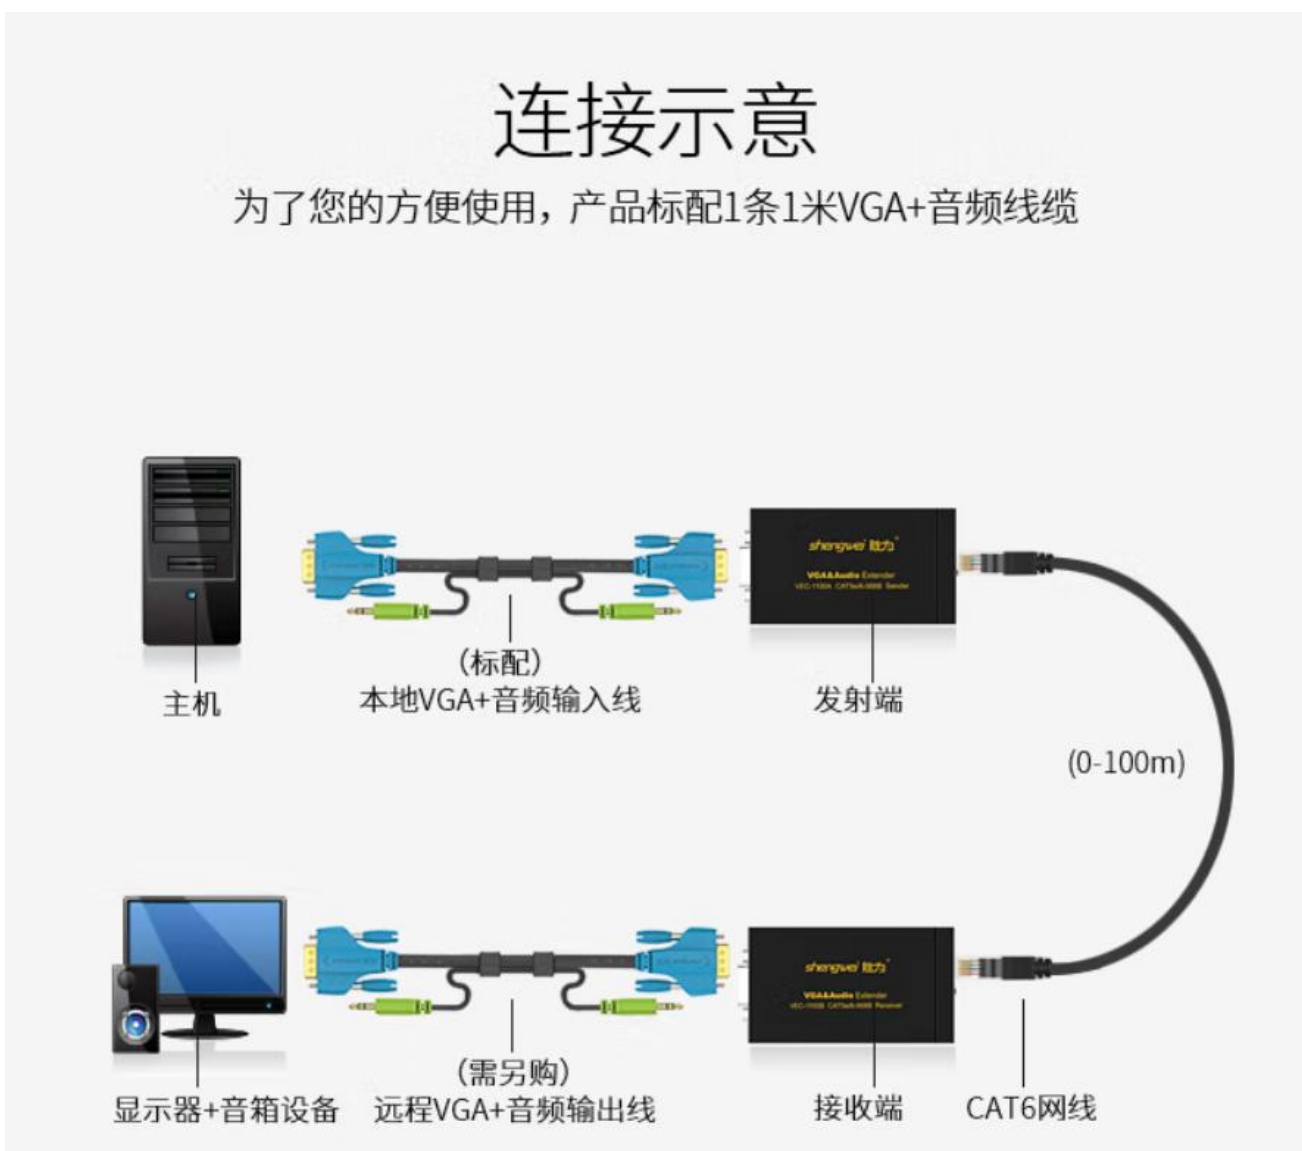 连接示意
为了您的方便使用，产品标配1条1米VGA+音频线缆
shengwei 胜为
VGA&Audio Extender
Sender
主机
(标配)
本地VGA+音频输入线
发射端
(0-100m)
shengwei 胜为
VGA&Audio Extender
Receiver
显示器+音箱设备
(需另购)
远程VGA+音频输出线
接收端
CAT6网线